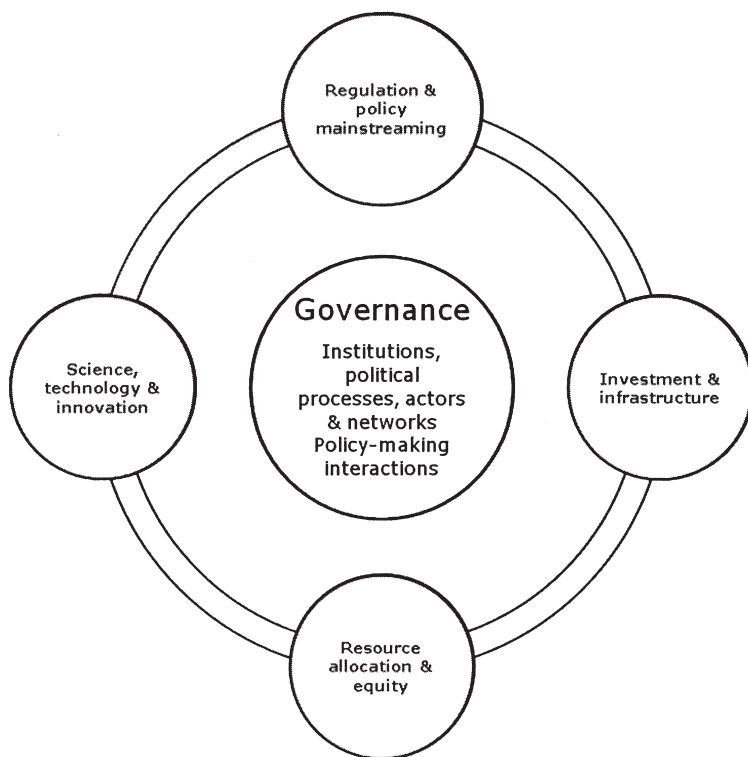 Regulation &
policy
mainstreaming
Governance
Institutions,
political
processes, actors
& networks
Policy-making
interactions
Science,
technology &
innovation
Investment &
infrastructure
Resource
allocation &
equity